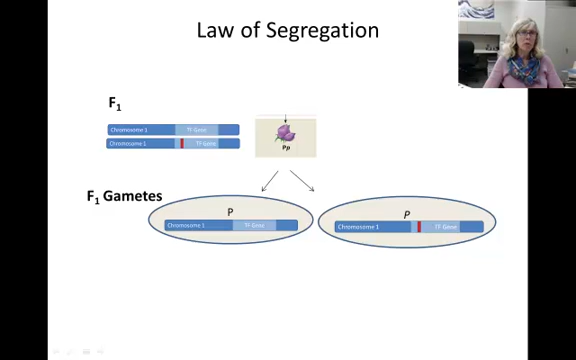 Law of Segregation
F1
Chromosome 1 TF Gene
Chromosome 1 TF Gene
Pp
F1 Gametes
P
Chromosome 1 TF Gene
P
Chromosome 1 TF Gene